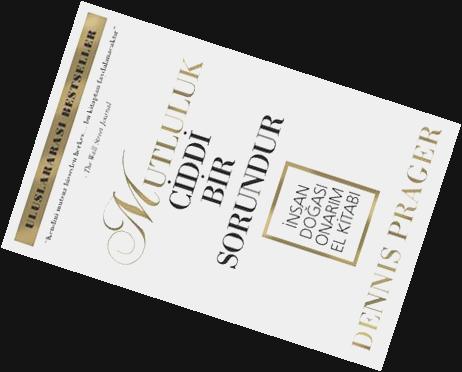 ULUSLARARASI BESTSELLER
"Kendini mutsuz hisseden herkes... bu kitaptan faydalanacaktır"
- The Wall Street Journal
MUTLULUK
CİDDİ
BİR
SORUNDUR
İNSAN
DOĞASI
ONARIM
EL KİTABI
DENNIS PRAGER